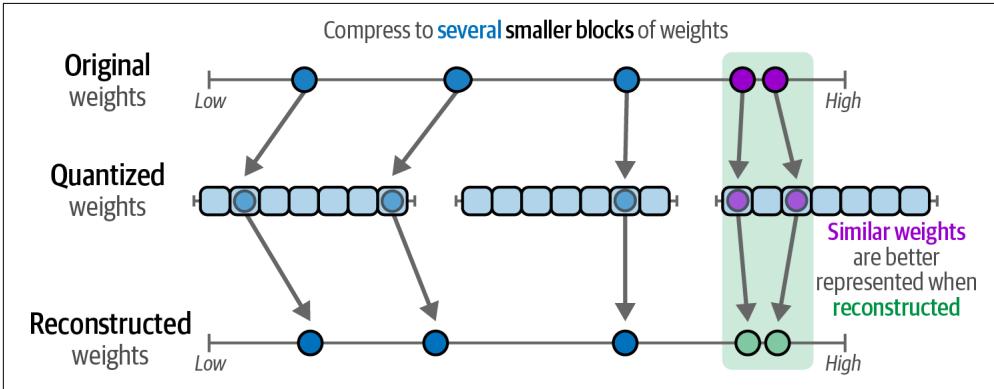 Compress to several smaller blocks of weights
Original
weights
Low
High
Quantized
weights
Similar weights
are better
represented when
reconstructed
Reconstructed
weights
Low
High